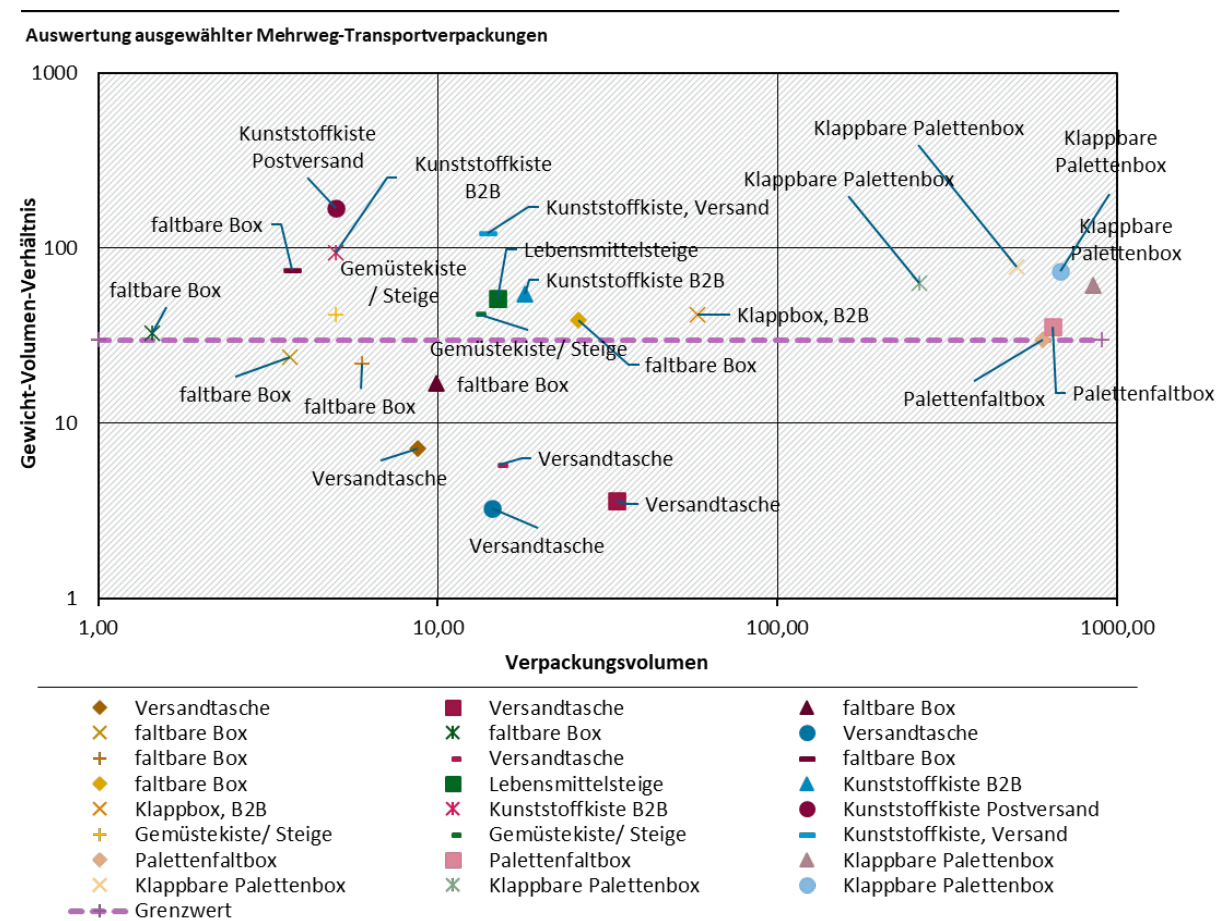 Auswertung ausgewählter Mehrweg-Transportverpackungen
1000
100
10
1
Gewicht-Volumen-Verhältnis
Kunststoffkiste
Postversand
Kunststoffkiste
B2B
Klappbare Palettenbox
Klappbare
Palettenbox
Klappbare Palettenbox
Kunststoffkiste, Versand
faltbare Box
Klappbare
Palettenbox
Lebensmittelsteige
Gemüstekiste
/ Steige
Kunststoffkiste B2B
faltbare Box
Klappbox, B2B
Gemüstekiste/ Steige
faltbare Box
faltbare Box
faltbare Box
faltbare Box
Palettenfaltbox
Palettenfaltbox
Versandtasche
Versandtasche
Versandtasche
Versandtasche
1,00 10,00 100,00 1000,00
Verpackungsvolumen
Versandtasche Versandtasche faltbare Box
faltbare Box faltbare Box Versandtasche
faltbare Box Versandtasche faltbare Box
faltbare Box Lebensmittelsteige Kunststoffkiste B2B
Klappbox, B2B Kunststoffkiste B2B Kunststoffkiste Postversand
Gemüstekiste/ Steige Gemüstekiste/ Steige Kunststoffkiste, Versand
Palettenfaltbox Palettenfaltbox Klappbare Palettenbox
Klappbare Palettenbox Klappbare Palettenbox Klappbare Palettenbox
Grenzwert